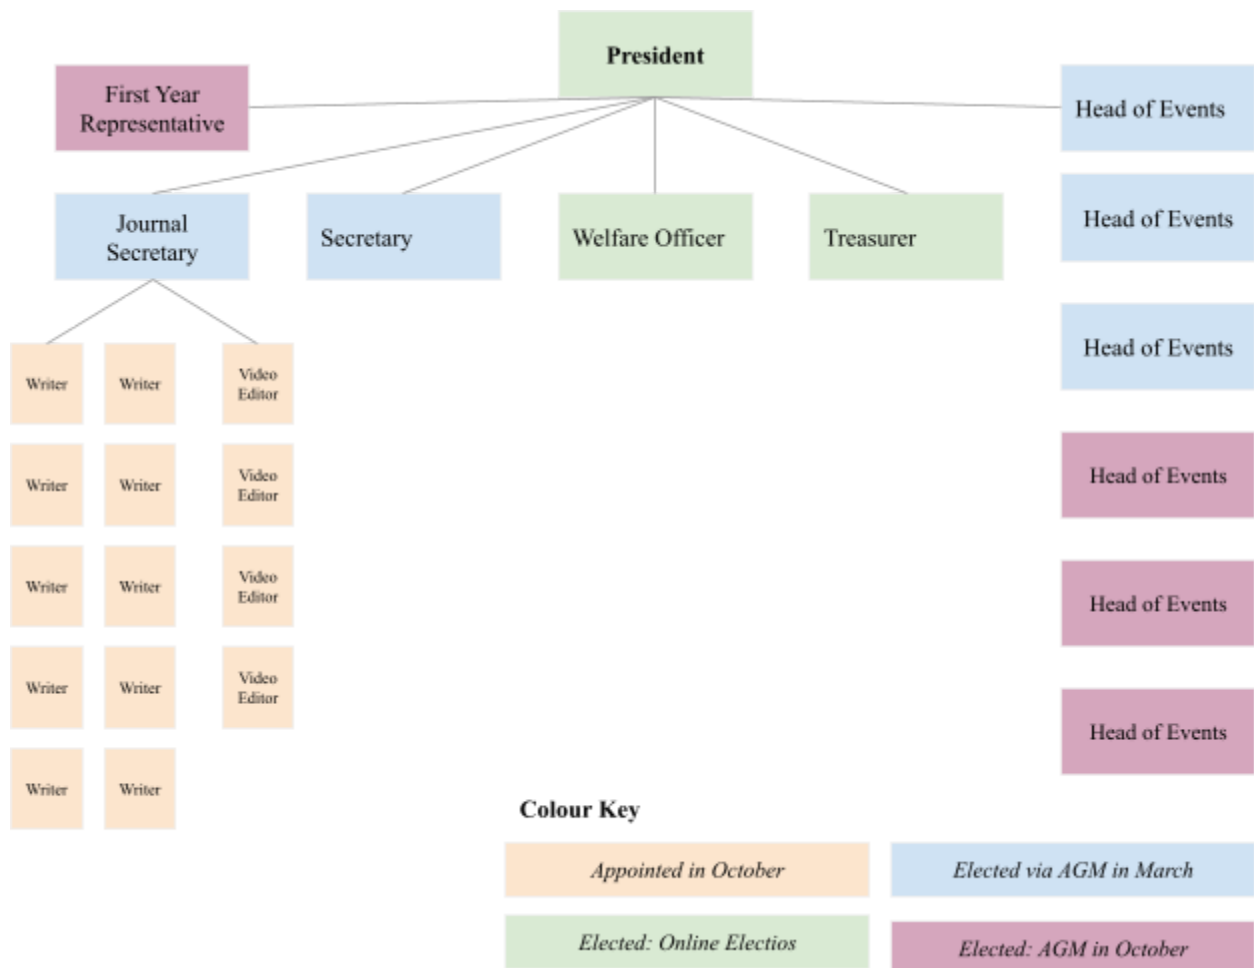 President
First Year
Representative
Head of Events
Journal
Secretary
Secretary
Welfare Officer
Treasurer
Head of Events
Head of Events
Writer
Writer
Video
Editor
Head of Events
Writer
Writer
Video
Editor
Writer
Writer
Video
Editor
Head of Events
Writer
Writer
Video
Editor
Head of Events
Writer
Writer
Colour Key
Appointed in October
Elected via AGM in March
Elected: Online Electios
Elected: AGM in October